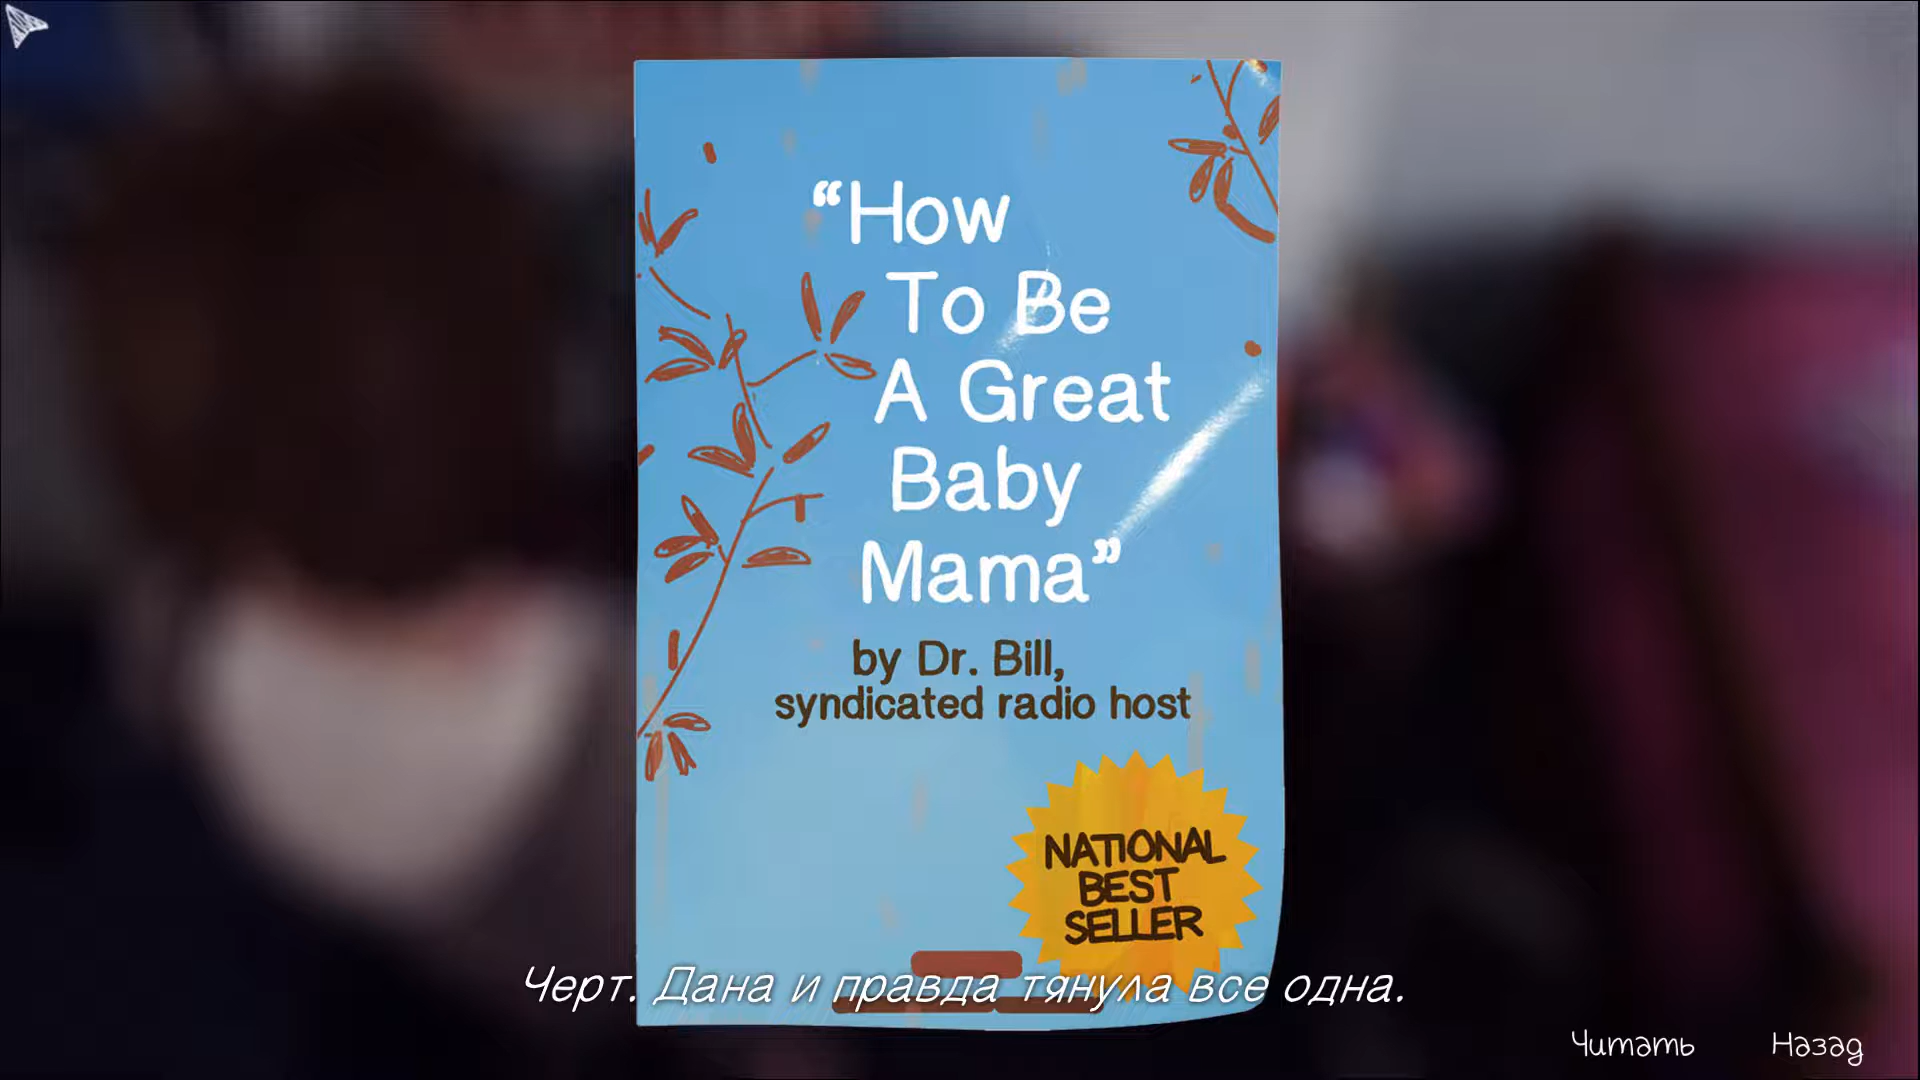 “How
To Be
A Great
Baby
Mama”
by Dr. Bill,
syndicated radio host
NATIONAL
BEST
SELLER
Черт. Дана и правда тянула все одна.
Читать Назад